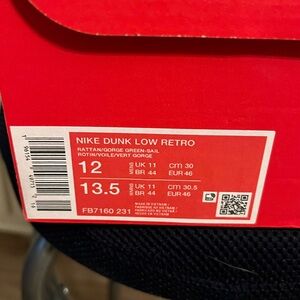 NIKE DUNK LOW RETRO
RATTAN/GORGE GREEN-SAIL
ROTIN/VOILE/VERT GORGE
12 MENS UK 11 cm 30
BR 44 EUR 46
13.5 UK 11 cm 30.5
BR 44 EUR 46
FB7160 231
MADE IN VIETNAM